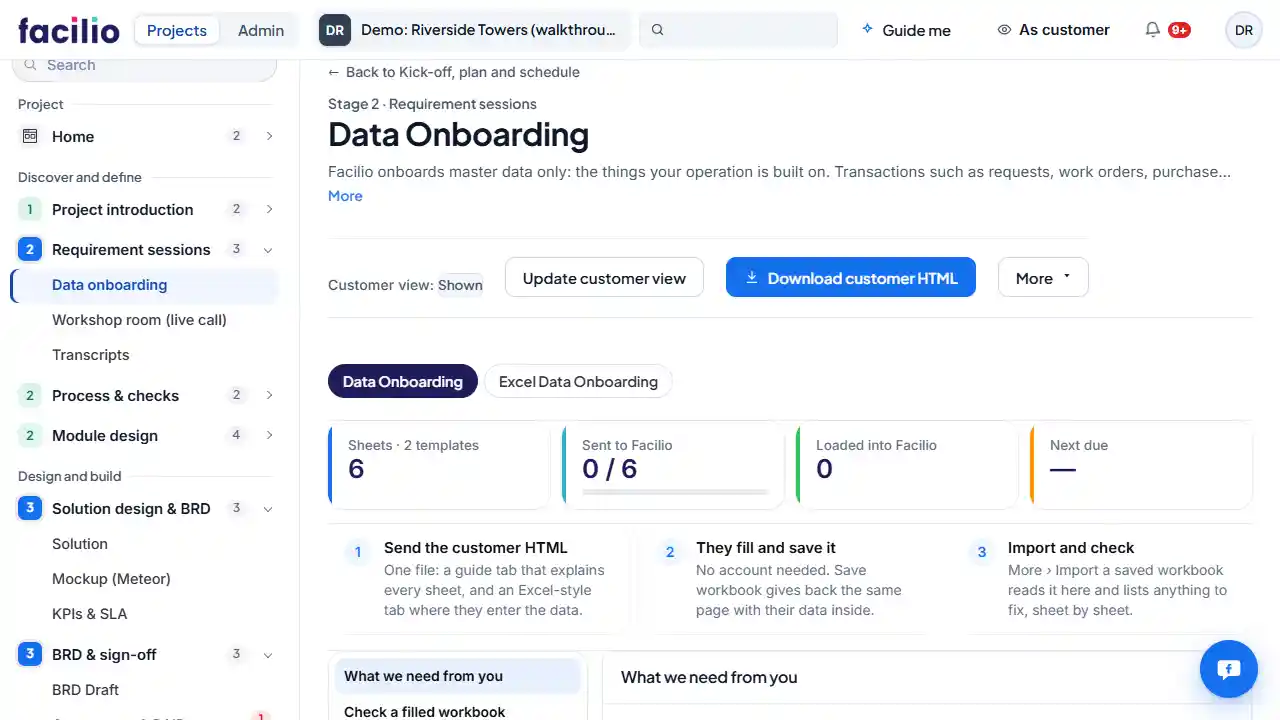 facilio
Projects
Admin
DR
Demo: Riverside Towers (walkthrou...
Guide me
As customer
9+
DR
Search
Project
Home 2
Discover and define
1 Project introduction 2
2 Requirement sessions 3
Data onboarding
Workshop room (live call)
Transcripts
2 Process & checks 2
2 Module design 4
Design and build
3 Solution design & BRD 3
Solution
Mockup (Meteor)
KPIs & SLA
3 BRD & sign-off 3
BRD Draft
1
← Back to Kick-off, plan and schedule
Stage 2 · Requirement sessions
Data Onboarding
Facilio onboards master data only: the things your operation is built on. Transactions such as requests, work orders, purchase...
More
Customer view: Shown
Update customer view
Download customer HTML
More
Data Onboarding
Excel Data Onboarding
Sheets · 2 templates
6
Sent to Facilio
0 / 6
Loaded into Facilio
0
Next due
—
1 Send the customer HTML
One file: a guide tab that explains
every sheet, and an Excel-style
tab where they enter the data.
2 They fill and save it
No account needed. Save
workbook gives back the same
page with their data inside.
3 Import and check
More › Import a saved workbook
reads it here and lists anything to
fix, sheet by sheet.
What we need from you
Check a filled workbook
What we need from you